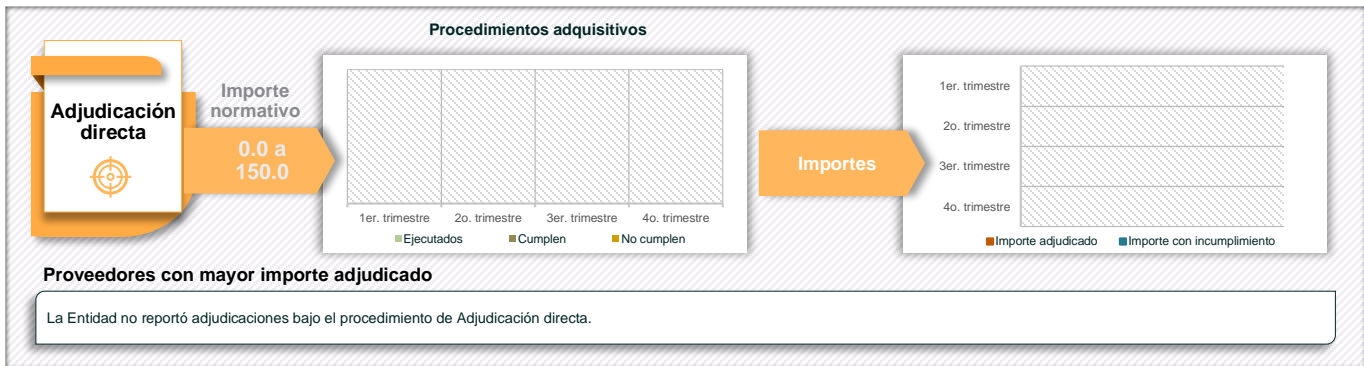 Procedimientos adquisitivos
Adjudicación
directa
Importe
normativo
0.0 a
150.0
1er. trimestre
2o. trimestre
3er. trimestre
4o. trimestre
Ejecutados
Cumplen
No cumplen
Importes
1er. trimestre
2o. trimestre
3er. trimestre
4o. trimestre
Importe adjudicado
Importe con incumplimiento
Proveedores con mayor importe adjudicado
La Entidad no reportó adjudicaciones bajo el procedimiento de Adjudicación directa.